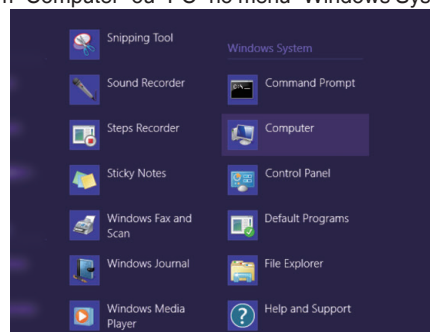 "Computer" ou "PC" no menu "Windows Sys
Snipping Tool
Sound Recorder
Steps Recorder
Sticky Notes
Windows Fax and
Scan
Windows Journal
Windows Media
Player
Windows System
Command Prompt
Computer
Control Panel
Default Programs
File Explorer
Help and Support